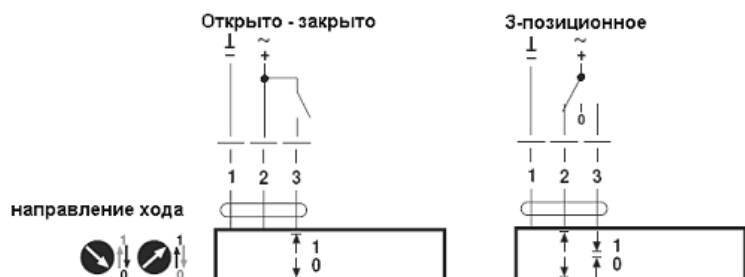 Открыто - закрыто
3-позиционное
⊥ ~
– +
⊥ ~
– +
0
1 2 3
1 2 3
направление хода
1
0
1
0
1
0
1
0